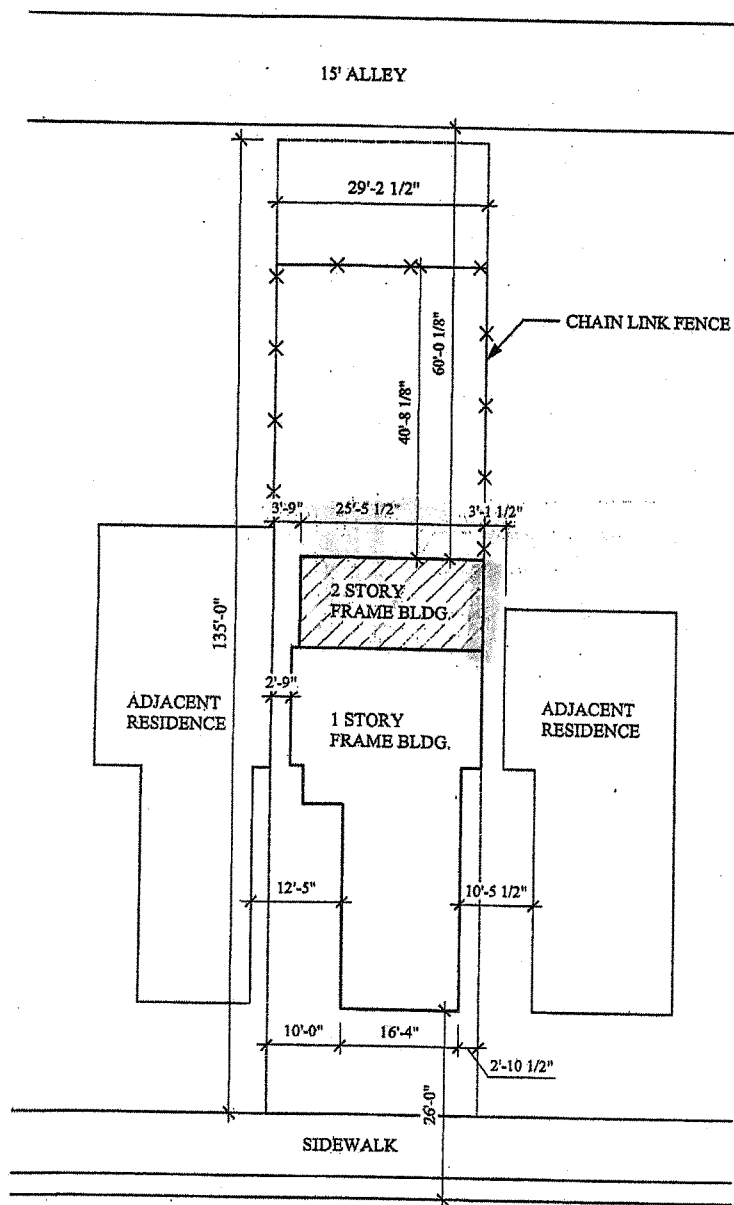 15' ALLEY
29'-2 1/2"
CHAIN LINK FENCE
60'-0 1/8"
40'-8 1/8"
3'-9"
25'-5 1/2"
3'-1 1/2"
2 STORY
FRAME BLDG.
135'-0"
2'-9"
ADJACENT
RESIDENCE
1 STORY
FRAME BLDG.
ADJACENT
RESIDENCE
12'-5"
10'-5 1/2"
10'-0"
16'-4"
2'-10 1/2"
26'-0"
SIDEWALK